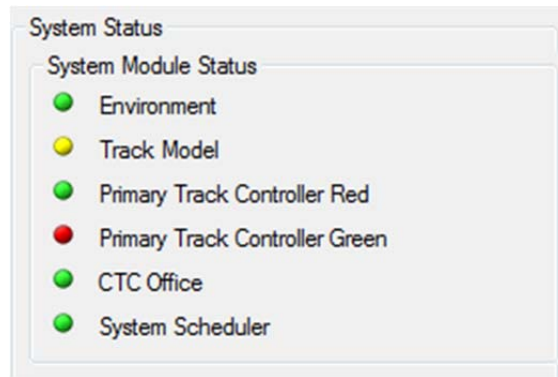 System Status
System Module Status
Environment
Track Model
Primary Track Controller Red
Primary Track Controller Green
CTC Office
System Scheduler